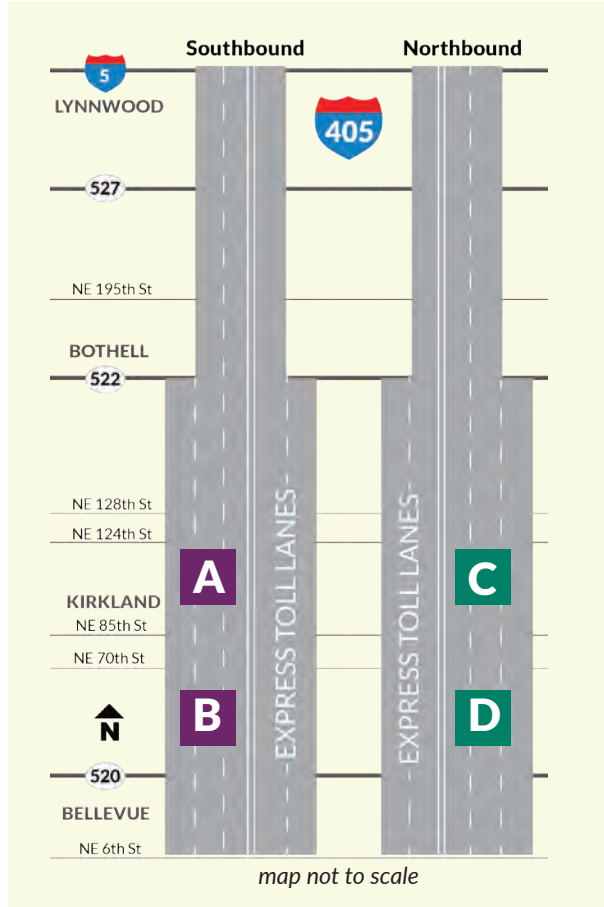 Southbound
Northbound
5
LYNNWOOD
405
527
NE 195th St
BOTHELL
522
NE 128th St
NE 124th St
A
C
KIRKLAND
NE 85th St
NE 70th St
EXPRESS TOLL LANES
EXPRESS TOLL LANES
B
D
N
520
BELLEVUE
NE 6th St
map not to scale